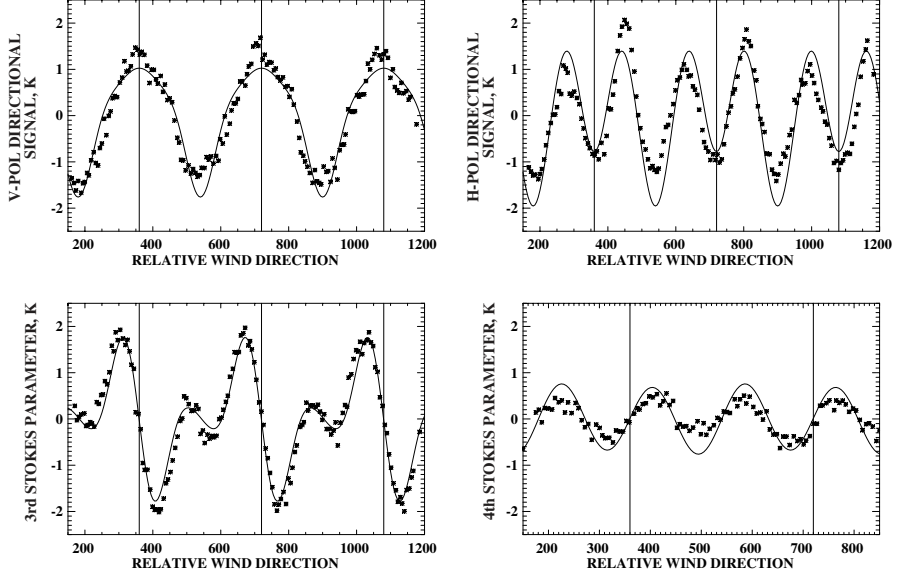 V-POL DIRECTIONAL
SIGNAL, K
2
1
0
-1
-2
200 400 600 800 1000 1200
RELATIVE WIND DIRECTION
H-POL DIRECTIONAL
SIGNAL, K
2
1
0
-1
-2
200 400 600 800 1000 1200
RELATIVE WIND DIRECTION
3rd STOKES PARAMETER, K
2
1
0
-1
-2
200 400 600 800 1000 1200
RELATIVE WIND DIRECTION
4th STOKES PARAMETER, K
2
1
0
-1
-2
200 300 400 500 600 700 800
RELATIVE WIND DIRECTION